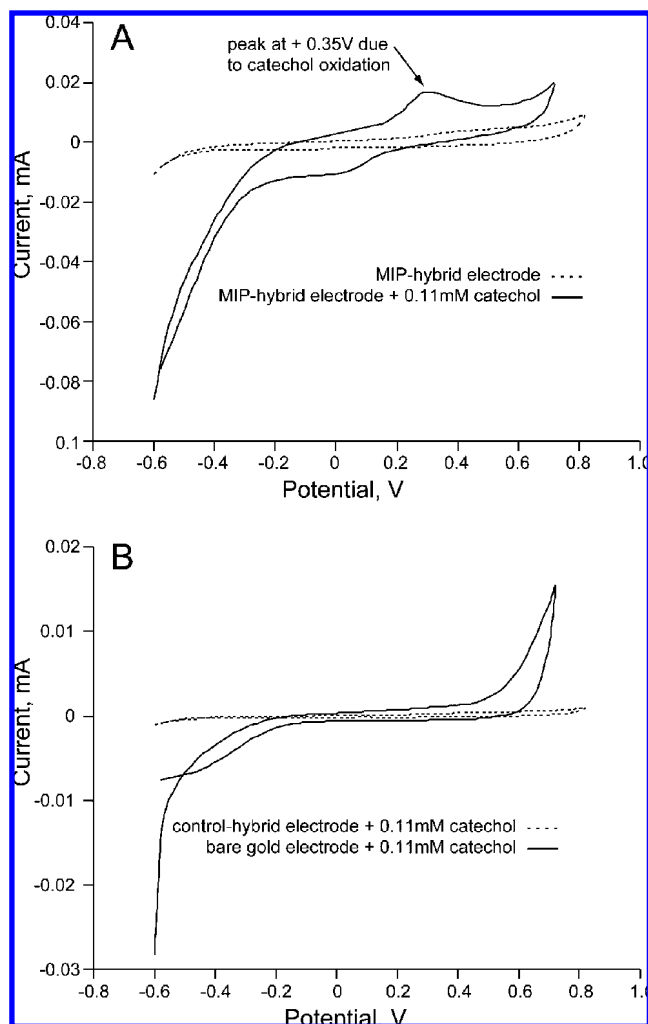 A
0.04
0.02
0
-0.02
-0.04
-0.06
-0.08
0.1
Current, mA
peak at + 0.35V due
to catechol oxidation
MIP-hybrid electrode
MIP-hybrid electrode + 0.11mM catechol
-0.8 -0.6 -0.4 -0.2 0 0.2 0.4 0.6 0.8 1.0
Potential, V
B
0.02
0.01
0
-0.01
-0.02
-0.03
Current, mA
control-hybrid electrode + 0.11mM catechol
bare gold electrode + 0.11mM catechol
-0.8 -0.6 -0.4 -0.2 0 0.2 0.4 0.6 0.8 1.0
Potential, V